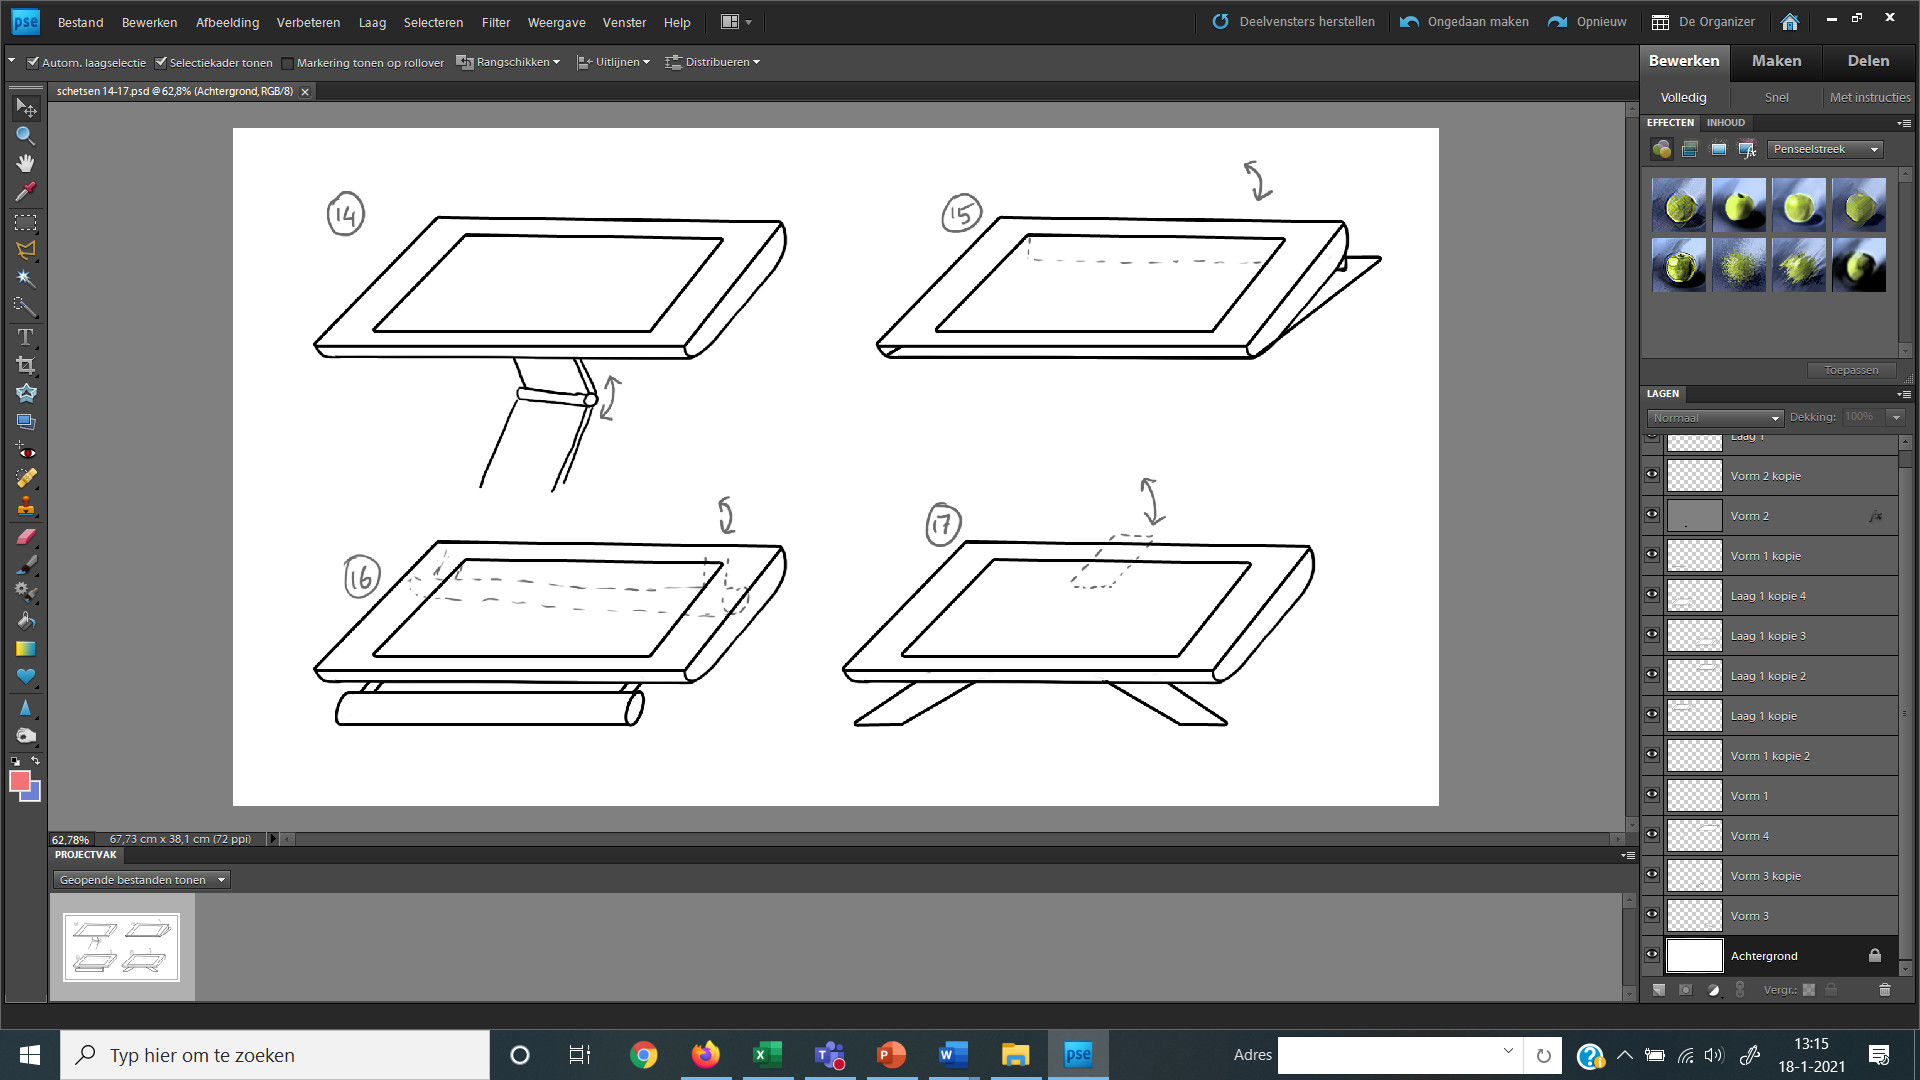 pse Bestand Bewerken Afbeelding Verbeteren Laag Selecteren Filter Weergave Venster Help Deelvensters herstellen Ongedaan maken Opnieuw De Organizer
Autom. laagselectie Selectiekader tonen Markering tonen op rollover Rangschikken Uitlijnen Distribueren
Bewerken Maken Delen
schetsen 14-17.psd @ 62,8% (Achtergrond, RGB/8)
Volledig Snel Met instructies
EFFECTEN INHOUD
Penseelstreek
14
15
16
17
Toepassen
LAGEN
Normaal Dekking: 100%
Laag 1
Vorm 2 kopie
Vorm 2 fx
Vorm 1 kopie
Laag 1 kopie 4
Laag 1 kopie 3
Laag 1 kopie 2
Laag 1 kopie
Vorm 1 kopie 2
Vorm 1
Vorm 4
Vorm 3 kopie
Vorm 3
Achtergrond
Vergr.:
62,78% 67,73 cm x 38,1 cm (72 ppi)
PROJECTVAK
Geopende bestanden tonen
Typ hier om te zoeken
pse
Adres
13:15
18-1-2021